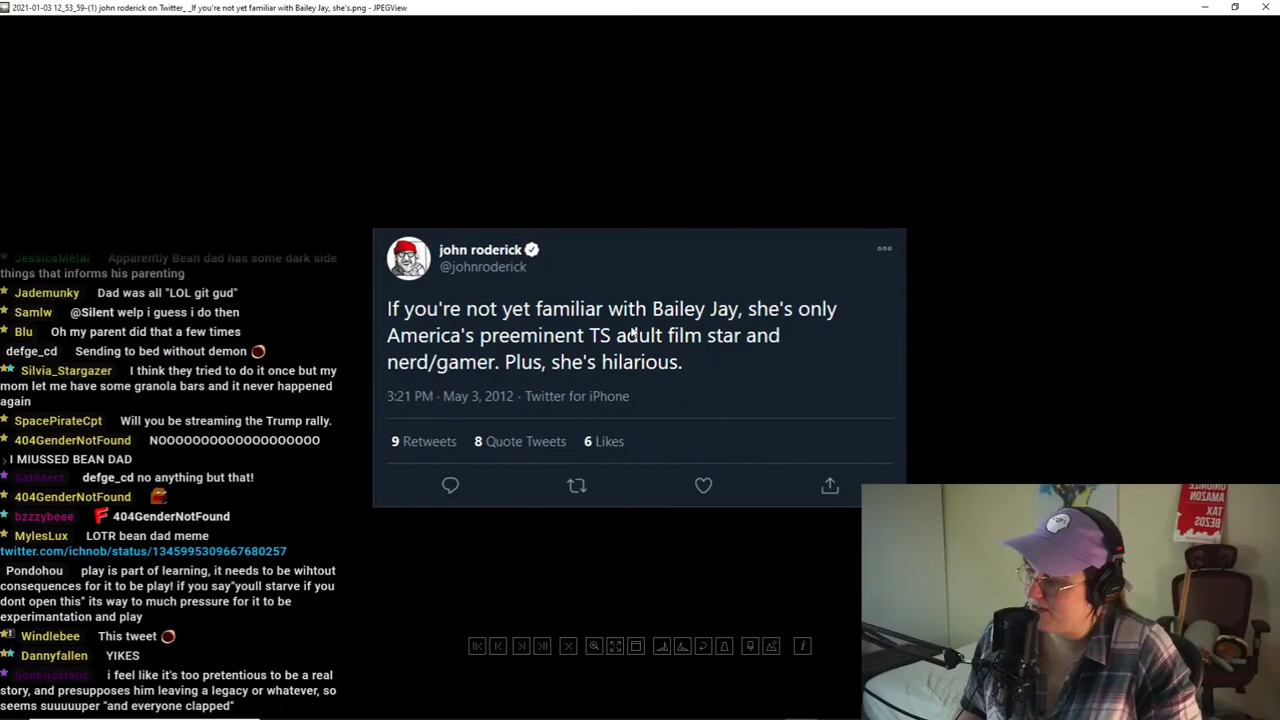 2021-01-03 12_53_59-(1) john roderick on Twitter_ _If you're not yet familiar with Bailey Jay, she's.png - JPEGView
JessicaMetal Apparently Bean dad has some dark side
things that informs his parenting
Jademunky Dad was all "LOL git gud"
Samlw @Silent welp i guess i do then
Blu Oh my parent did that a few times
defge_cd Sending to bed without demon
Silvia_Stargazer I think they tried to do it once but my
mom let me have some granola bars and it never happened
again
SpacePirateCpt Will you be streaming the Trump rally.
404GenderNotFound NOOOOOOOOOOOOOOOOOOO
I MIUSSED BEAN DAD
defge_cd no anything but that!
404GenderNotFound
bzzzybeee 404GenderNotFound
MylesLux LOTR bean dad meme
twitter.com/ichnob/status/1345995309667680257
Pondohou play is part of learning, it needs to be wihtout
consequences for it to be play! if you say"youll starve if you
dont open this" its way to much pressure for it to be
experimantation and play
Windlebee This tweet
Dannyfallen YIKES
Somniostatic i feel like it's too pretentious to be a real
story, and presupposes him leaving a legacy or whatever, so
seems suuuuuper "and everyone clapped"
john roderick
@johnroderick
If you're not yet familiar with Bailey Jay, she's only
America's preeminent TS adult film star and
nerd/gamer. Plus, she's hilarious.
3:21 PM · May 3, 2012 · Twitter for iPhone
9 Retweets 8 Quote Tweets 6 Likes
UNIONIZE
AMAZON
TAX
BEZOS